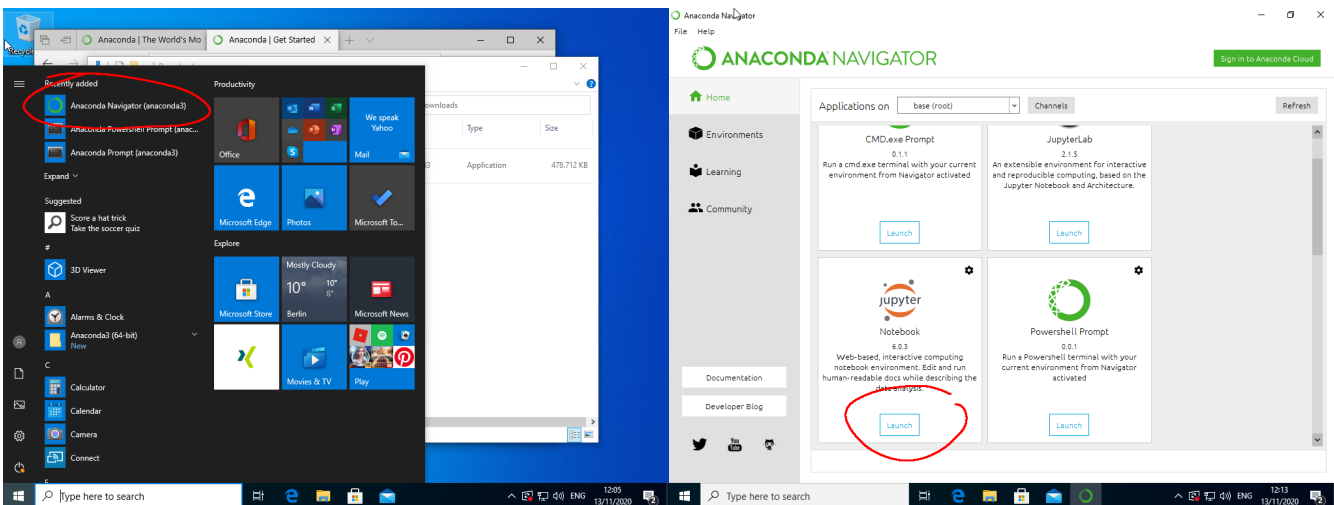 Recycle
Anaconda | The World's Mo
Anaconda | Get Started
Recently added
Anaconda Navigator (anaconda3)
Anaconda Powershell Prompt (anac...
Anaconda Prompt (anaconda3)
Expand
Suggested
Score a hat trick
Take the soccer quiz
#
3D Viewer
A
Alarms & Clock
Anaconda3 (64-bit)
New
C
Calculator
Calendar
Camera
Connect
Productivity
Office
We speak
Yahoo
Mail
Microsoft Edge
Photos
Microsoft To...
Explore
Microsoft Store
Mostly Cloudy
10°
10°
8°
Berlin
Microsoft News
Movies & TV
Play
ownloads
Type
Size
Application
478.712 KB
Type here to search
ENG
12:05
13/11/2020
2
Anaconda Navigator
File Help
ANACONDA NAVIGATOR
Sign in to Anaconda Cloud
Home
Environments
Learning
Community
Documentation
Developer Blog
You
Tube
Applications on
base (root)
Channels
Refresh
CMD.exe Prompt
0.1.1
Run a cmd.exe terminal with your current
environment from Navigator activated
Launch
JupyterLab
2.1.5
An extensible environment for interactive
and reproducible computing, based on the
Jupyter Notebook and Architecture.
Launch
jupyter
Notebook
6.0.3
Web-based, interactive computing
notebook environment. Edit and run
human-readable docs while describing the
data analysis.
Launch
Powershell Prompt
0.0.1
Run a Powershell terminal with your
current environment from Navigator
activated
Launch
Type here to search
ENG
12:13
13/11/2020
2